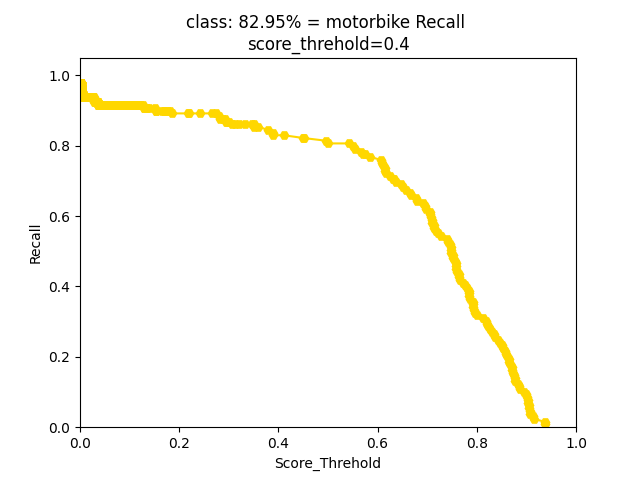 class: 82.95% = motorbike Recall
score_threhold=0.4
1.0
0.8
0.6
0.4
0.2
0.0
Recall
0.0 0.2 0.4 0.6 0.8 1.0
Score_Threhold